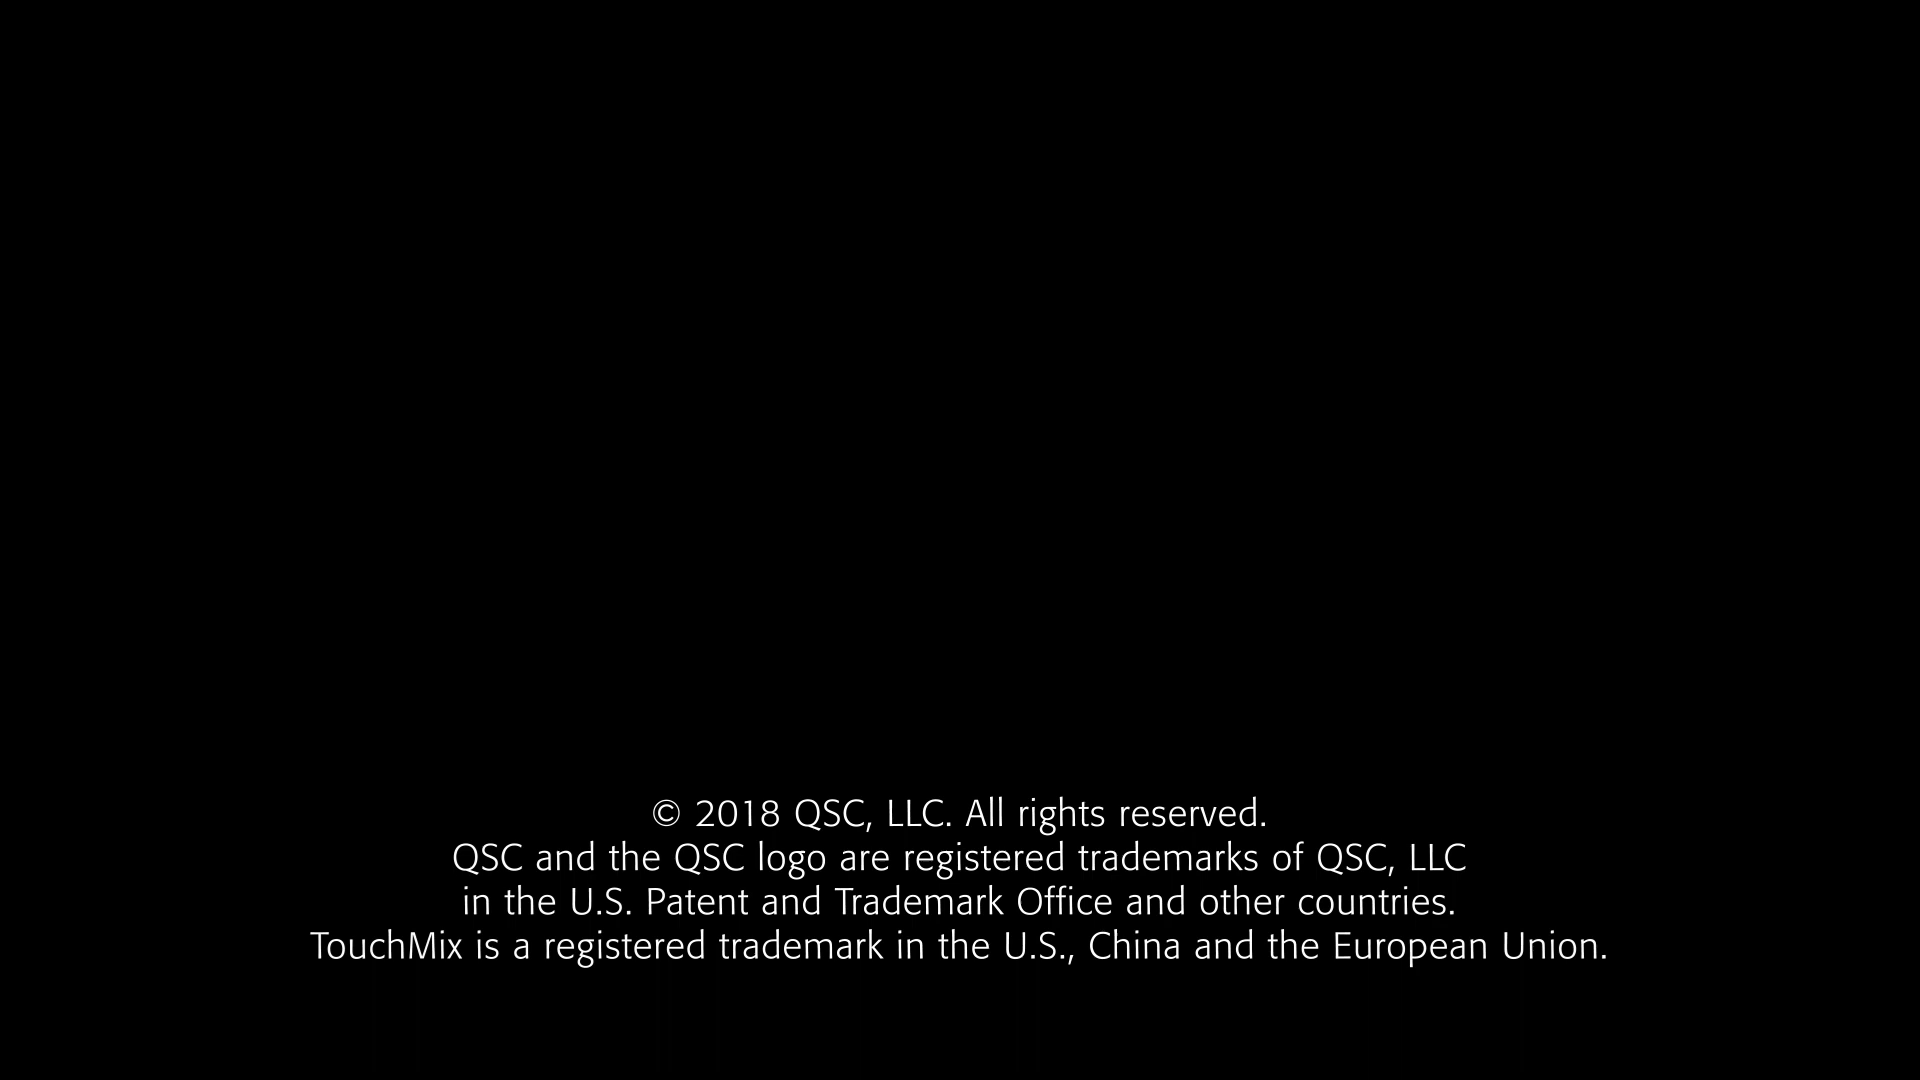 © 2018 QSC, LLC. All rights reserved.
QSC and the QSC logo are registered trademarks of QSC, LLC
in the U.S. Patent and Trademark Office and other countries.
TouchMix is a registered trademark in the U.S., China and the European Union.